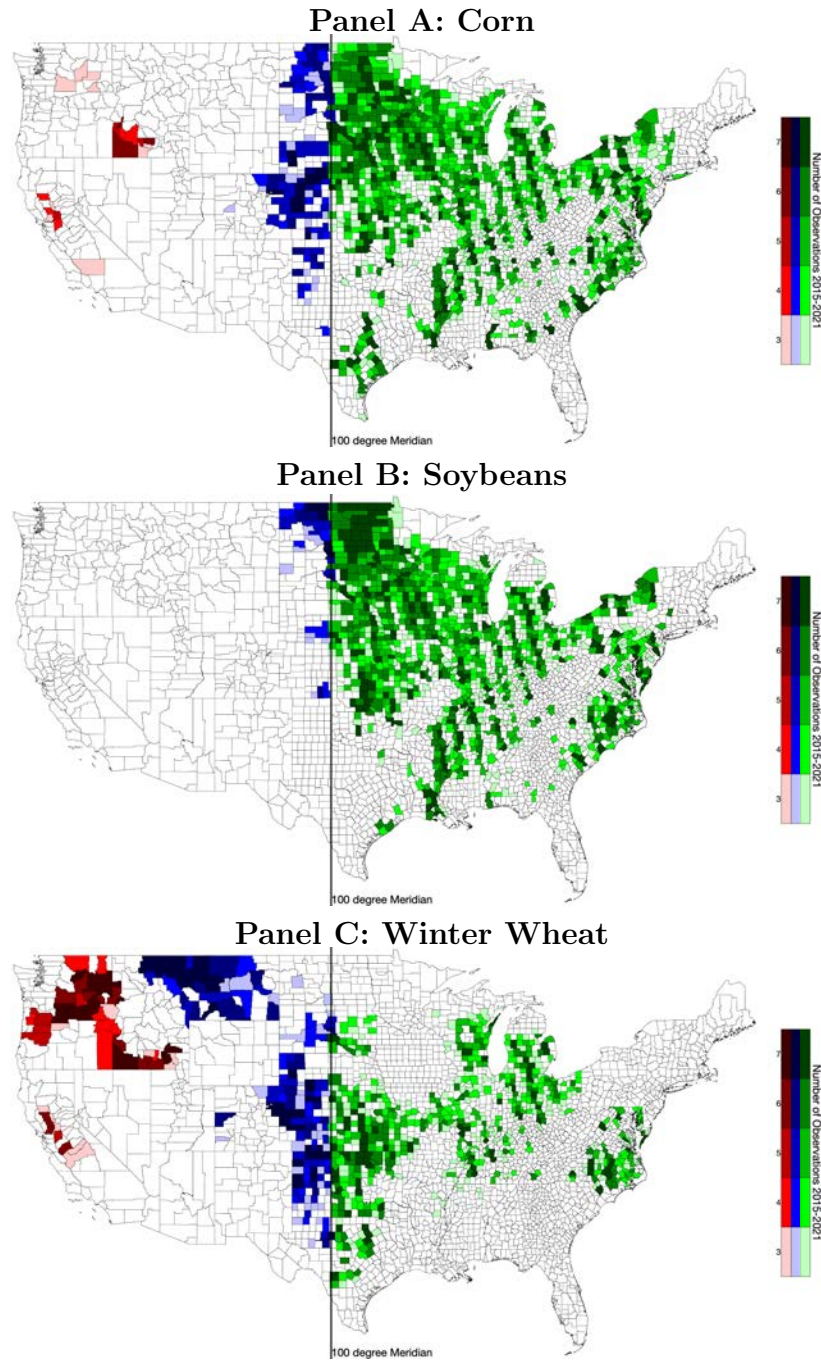 Panel A: Corn
7
6
5
4
3
Number of Observations 2015-2021
100 degree Meridian
Panel B: Soybeans
7
6
5
4
3
Number of Observations 2015-2021
100 degree Meridian
Panel C: Winter Wheat
7
6
5
4
3
Number of Observations 2015-2021
100 degree Meridian